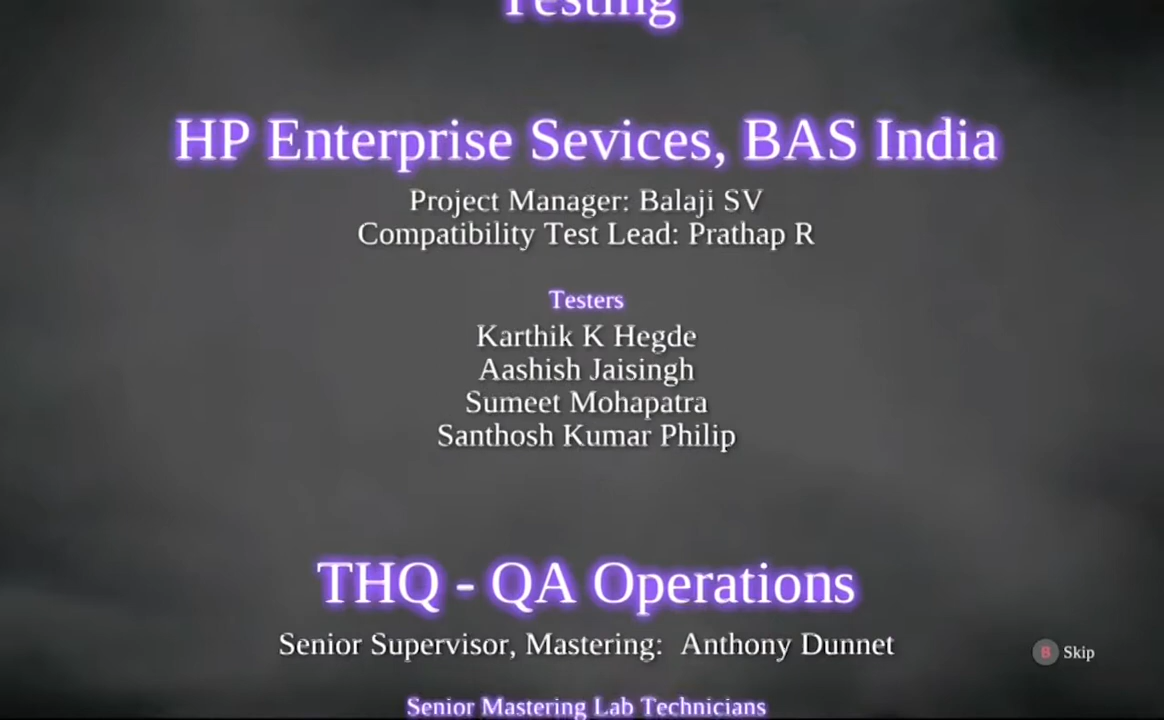 Testing
HP Enterprise Sevices, BAS India
Project Manager: Balaji SV
Compatibility Test Lead: Prathap R
Testers
Karthik K Hegde
Aashish Jaisingh
Sumeet Mohapatra
Santhosh Kumar Philip
THQ - QA Operations
Senior Supervisor, Mastering:  Anthony Dunnet
B Skip
Senior Mastering Lab Technicians